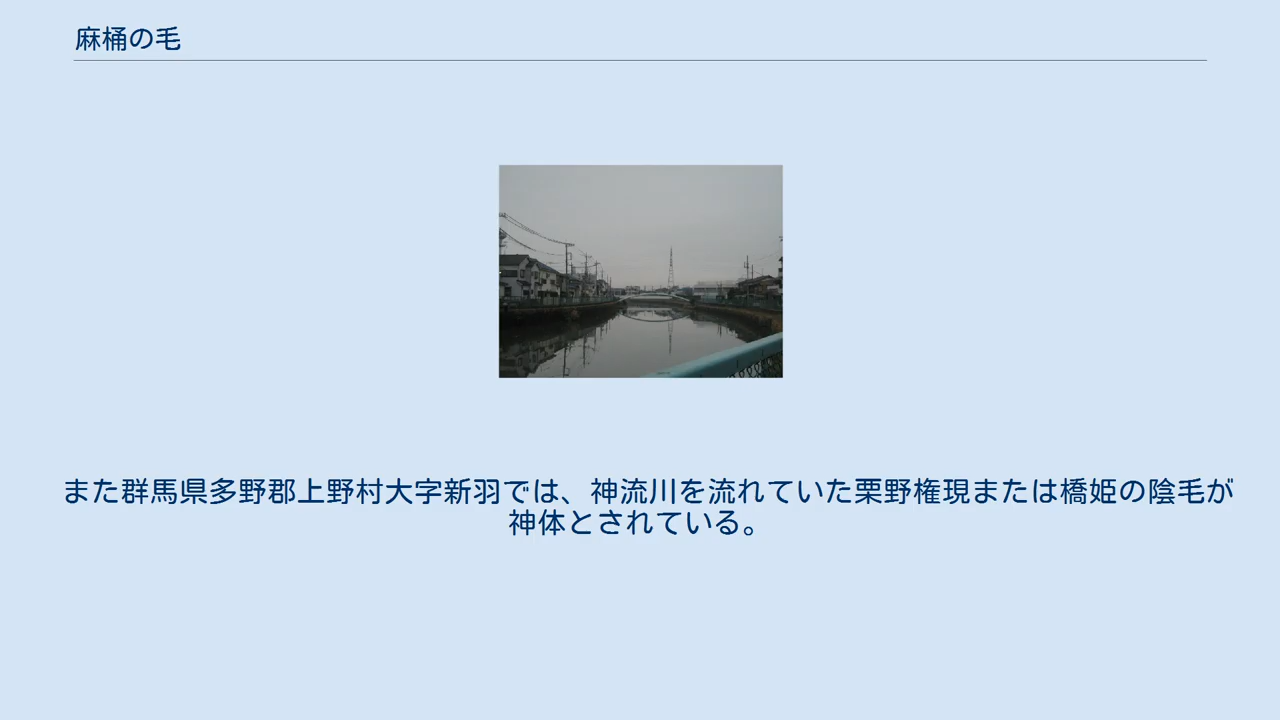 麻桶の毛
また群馬県多野郡上野村大字新羽では、神流川を流れていた栗野権現または橋姫の陰毛が
神体とされている。